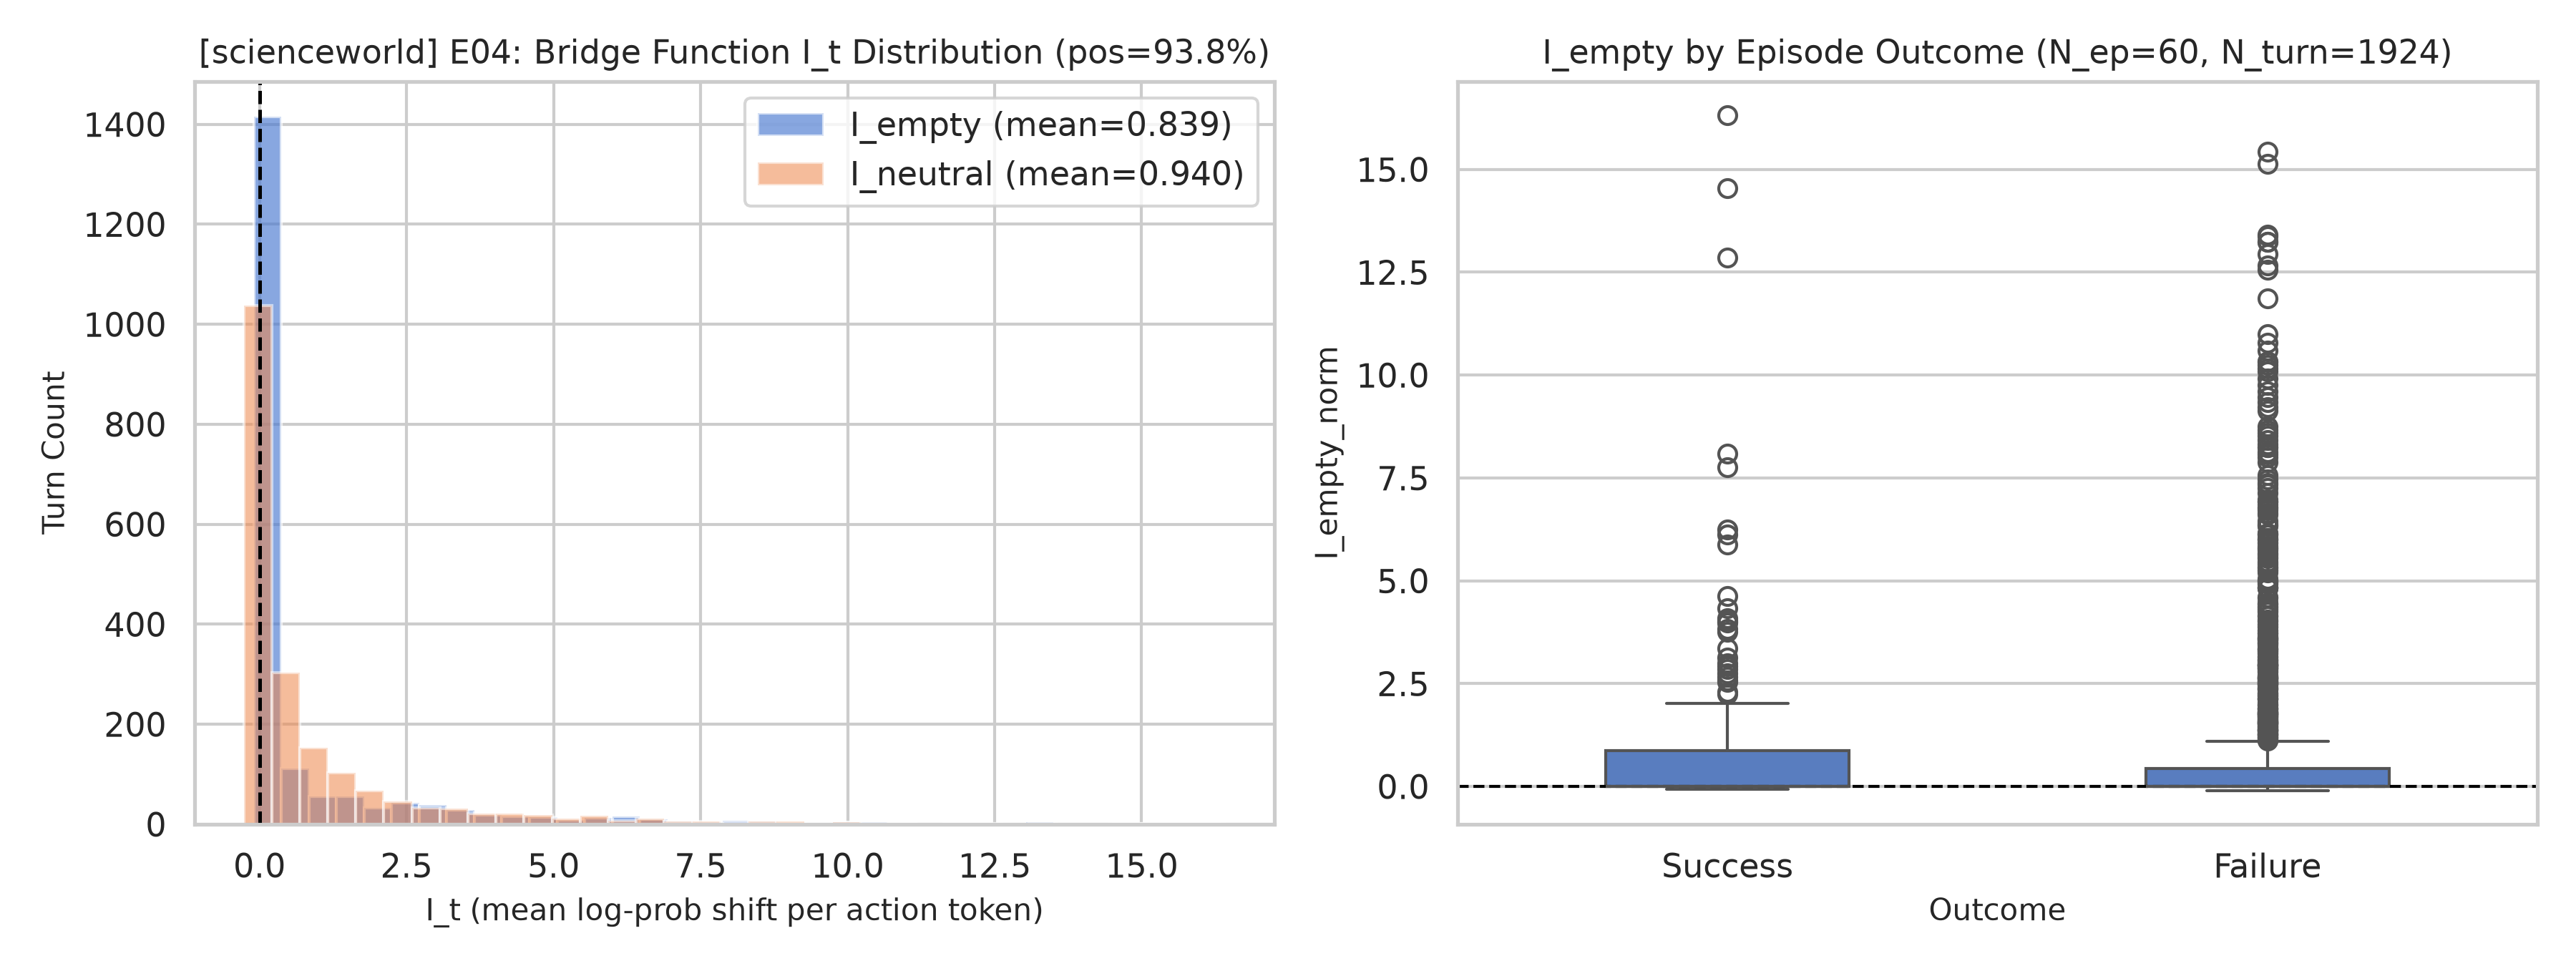 [scienceworld] E04: Bridge Function I_t Distribution (pos=93.8%)
I_empty (mean=0.839)
I_neutral (mean=0.940)
Turn Count
1400
1200
1000
800
600
400
200
0
0.0 2.5 5.0 7.5 10.0 12.5 15.0
I_t (mean log-prob shift per action token)
I_empty by Episode Outcome (N_ep=60, N_turn=1924)
I_empty_norm
15.0
12.5
10.0
7.5
5.0
2.5
0.0
Success Failure
Outcome